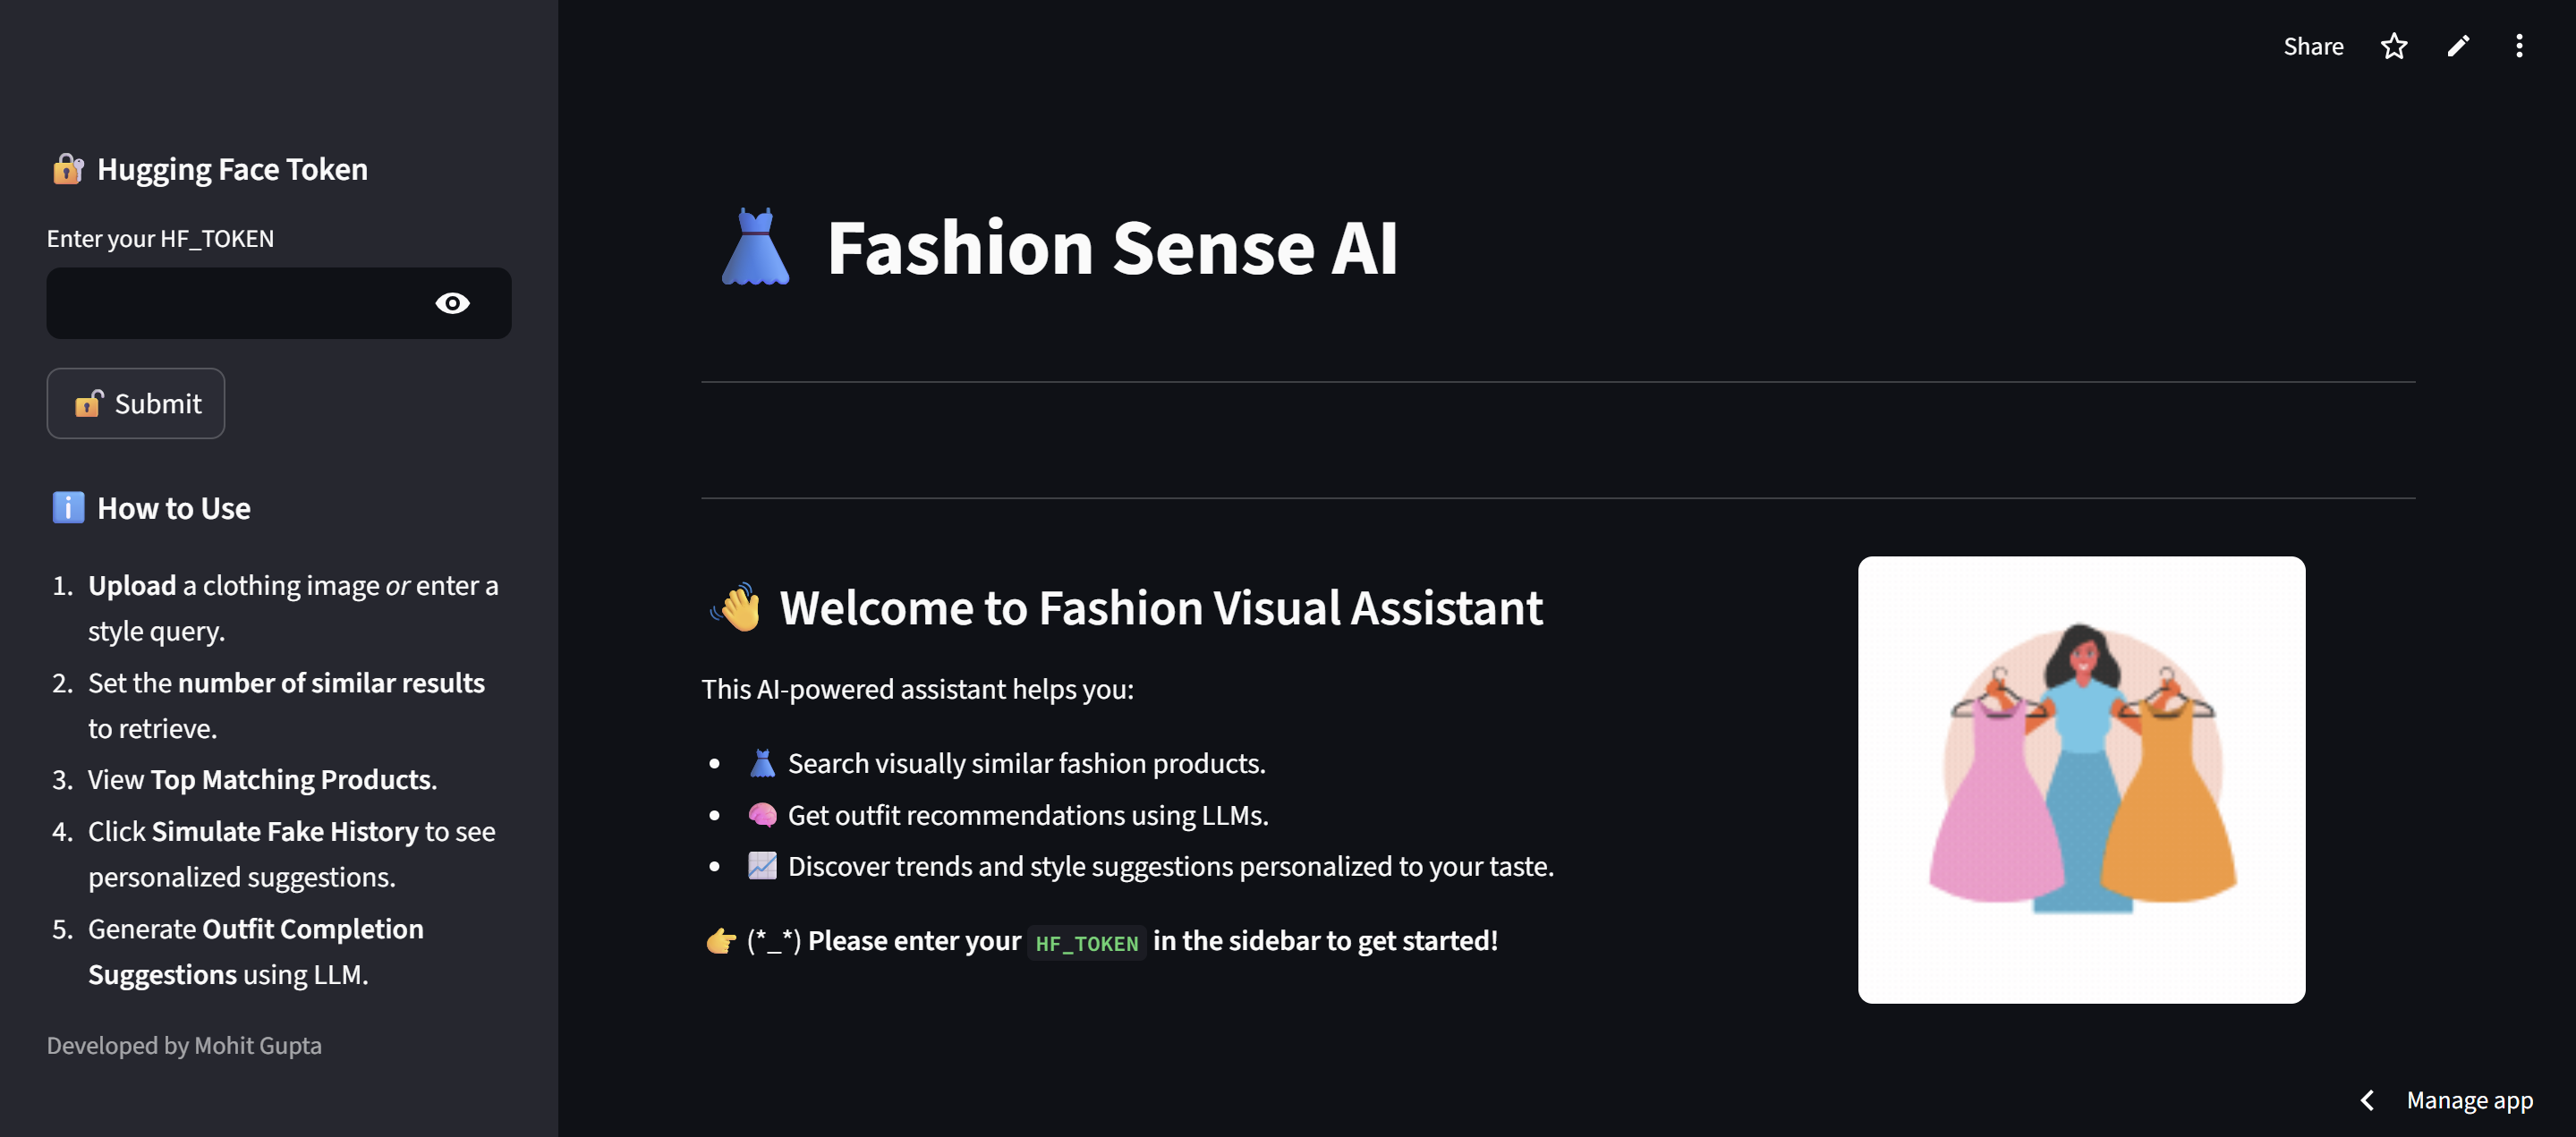 Share
🔐 Hugging Face Token
Enter your HF_TOKEN
🔓 Submit
ℹ️ How to Use
1. Upload a clothing image or enter a
style query.
2. Set the number of similar results
to retrieve.
3. View Top Matching Products.
4. Click Simulate Fake History to see
personalized suggestions.
5. Generate Outfit Completion
Suggestions using LLM.
Developed by Mohit Gupta
👗 Fashion Sense AI
👋 Welcome to Fashion Visual Assistant
This AI-powered assistant helps you:
• 👗 Search visually similar fashion products.
• 🧠 Get outfit recommendations using LLMs.
• 📈 Discover trends and style suggestions personalized to your taste.
👉 (*_*) Please enter your HF_TOKEN in the sidebar to get started!
Manage app